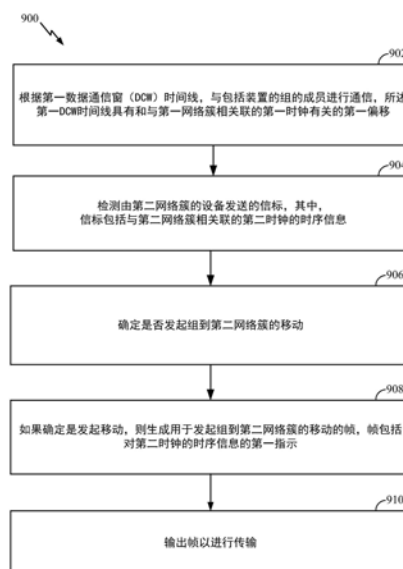 900
902
根据第一数据通信窗（DCW）时间线，与包括装置的组的成员进行通信，所述
第一DCW时间线具有和与第一网络簇相关联的第一时钟有关的第一偏移
904
检测由第二网络簇的设备发送的信标，其中，
信标包括与第二网络簇相关联的第二时钟的时序信息
906
确定是否发起组到第二网络簇的移动
908
如果确定是发起移动，则生成用于发起组到第二网络簇的移动的帧，帧包括
对第二时钟的时序信息的第一指示
910
输出帧以进行传输